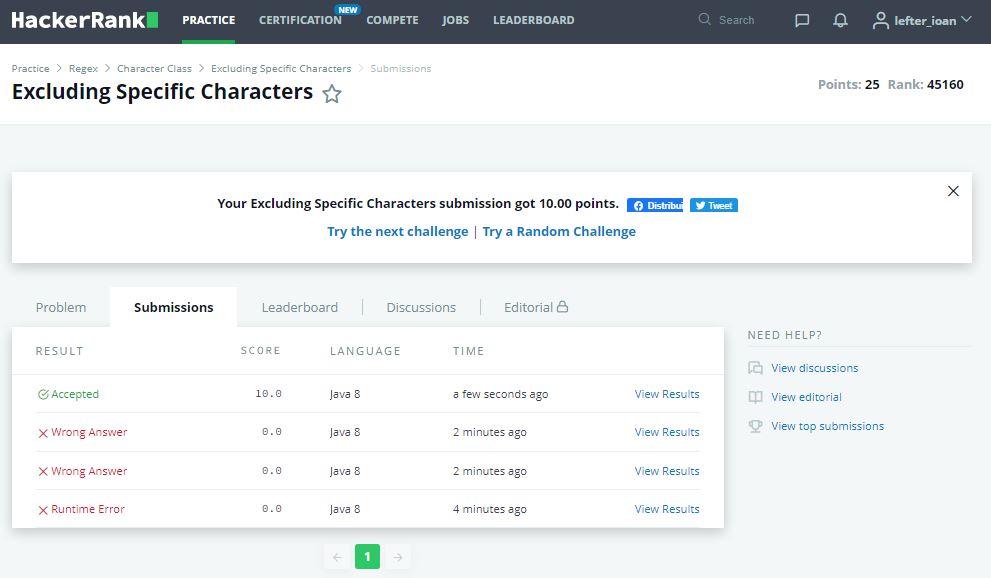 HackerRank PRACTICE CERTIFICATION NEW COMPETE JOBS LEADERBOARD Search lefter_ioan
Practice > Regex > Character Class > Excluding Specific Characters > Submissions
Excluding Specific Characters
Points: 25 Rank: 45160
Your Excluding Specific Characters submission got 10.00 points. Distribui Tweet
Try the next challenge | Try a Random Challenge
Problem Submissions Leaderboard Discussions Editorial
RESULT SCORE LANGUAGE TIME
Accepted 10.0 Java 8 a few seconds ago View Results
Wrong Answer 0.0 Java 8 2 minutes ago View Results
Wrong Answer 0.0 Java 8 2 minutes ago View Results
Runtime Error 0.0 Java 8 4 minutes ago View Results
1
NEED HELP?
View discussions
View editorial
View top submissions